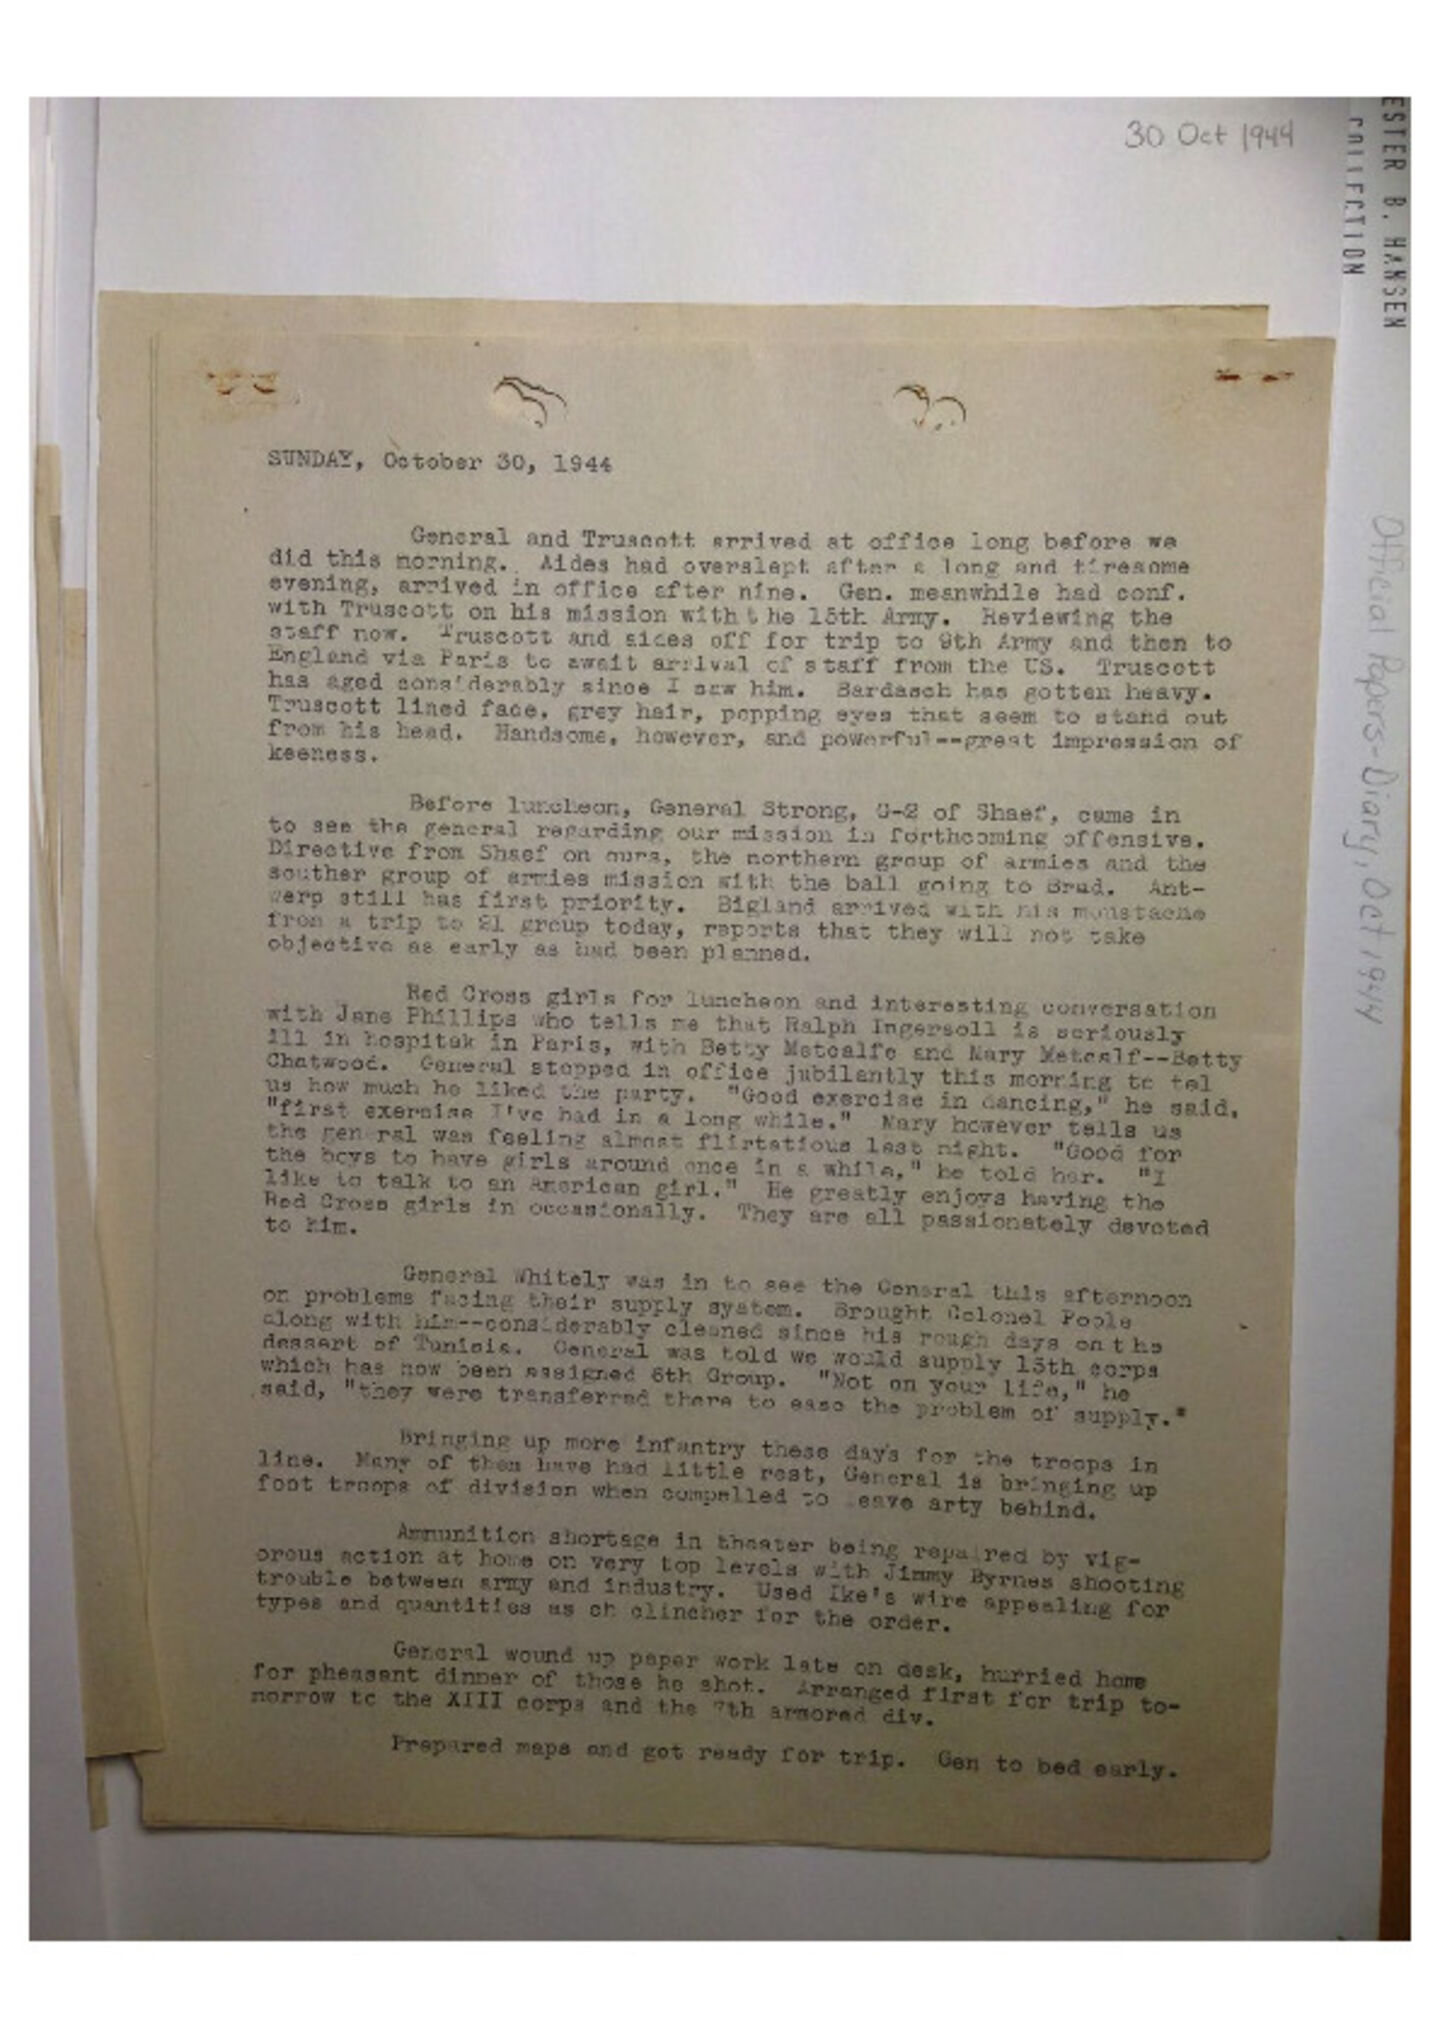 30 Oct 1944
ESTER B. HANSEN
COLLECTION
Official Papers-Diary, Oct 1944
SUNDAY, October 30, 1944
General and Truscott arrived at office long before we
did this morning. Aides had overslept after a long and tiresome
evening, arrived in office after nine. Gen. meanwhile had conf.
with Truscott on his mission with the 15th Army. Reviewing the
staff now. Truscott and aides off for trip to 9th Army and then to
England via Paris to await arrival of staff from the US. Truscott
has aged considerably since I saw him. Bardasch has gotten heavy.
Truscott lined face, grey hair, popping eyes that seem to stand out
from his head. Handsome, however, and powerful--great impression of
keeness.
Before luncheon, General Strong, G-2 of Shaef, came in
to see the general regarding our mission in forthcoming offensive.
Directive from Shaef on ours, the northern group of armies and the
souther group of armies mission with the ball going to Brad. Ant-
werp still has first priority. Bigland arrived with his moustache
from a trip to 21 group today, reports that they will not take
objective as early as had been planned.
Red Cross girls for luncheon and interesting conversation
with Jane Phillips who tells me that Ralph Ingersoll is seriously
ill in hospitak in Paris, with Betty Metcalfe and Mary Metcalf--Betty
Chatwood. General stopped in office jubilantly this morning to tel
us how much he liked the party. "Good exercise in dancing," he said,
"first exercise I've had in a long while." Mary however tells us
the general was feeling almost flirtatious last night. "Good for
the boys to have girls around once in a while," he told her. "I
like to talk to an American girl." He greatly enjoys having the
Red Cross girls in occasionally. They are all passionately devoted
to him.
General Whitely was in to see the General this afternoon
on problems facing their supply system. Brought Colonel Poole
along with him--considerably cleaned since his rough days on the
dessert of Tunisia. General was told we would supply 15th corps
which has now been assigned 6th Group. "Not on your life," he
said, "they were transferred there to ease the problem of supply."
Bringing up more infantry these days for the troops in
line. Many of them have had little rest, General is bringing up
foot troops of division when compelled to leave arty behind.
Ammunition shortage in theater being repaired by vig-
orous action at home on very top levels with Jimmy Byrnes shooting
trouble between army and industry. Used Ike's wire appealing for
types and quantities as ch clincher for the order.
General wound up paper work late on desk, hurried home
for pheasant dinner of those he shot. Arranged first for trip to-
morrow to the XIII corps and the 7th armored div.
Prepared maps and got ready for trip. Gen to bed early.